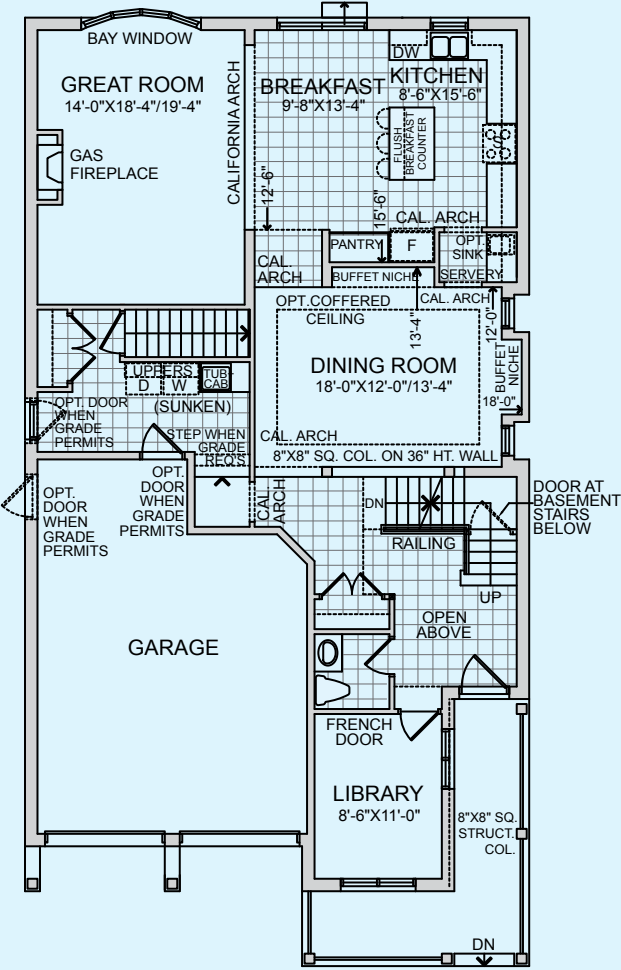 BAY WINDOW
GREAT ROOM
14'-0"X18'-4"/19'-4"
GAS
FIREPLACE
CALIFORNIA ARCH
BREAKFAST
9'-8"X13'-4"
12'-6"
DW
KITCHEN
8'-6"X15'-6"
FLUSH
BREAKFAST
COUNTER
S
15'-6"
CAL. ARCH
PANTRY
F
OPT.
SINK
SERVERY
CAL.
ARCH
BUFFET NICHE
OPT.COFFERED
CEILING
CAL. ARCH
13'-4"
12'-0"
DINING ROOM
18'-0"X12'-0"/13'-4"
BUFFET
NICHE
18'-0"
CAL. ARCH
8"X8" SQ. COL. ON 36" HT. WALL
UPPERS
D
W
TUB
CAB
(SUNKEN)
OPT. DOOR
WHEN
GRADE
PERMITS
STEP WHEN
GRADE
REQ'S
OPT.
DOOR
WHEN
GRADE
PERMITS
OPT.
DOOR
WHEN
GRADE
PERMITS
CAL.
ARCH
DN
RAILING
DOOR AT
BASEMENT
STAIRS
BELOW
UP
OPEN
ABOVE
GARAGE
FRENCH
DOOR
LIBRARY
8'-6"X11'-0"
8"X8" SQ.
STRUCT.
COL.
DN